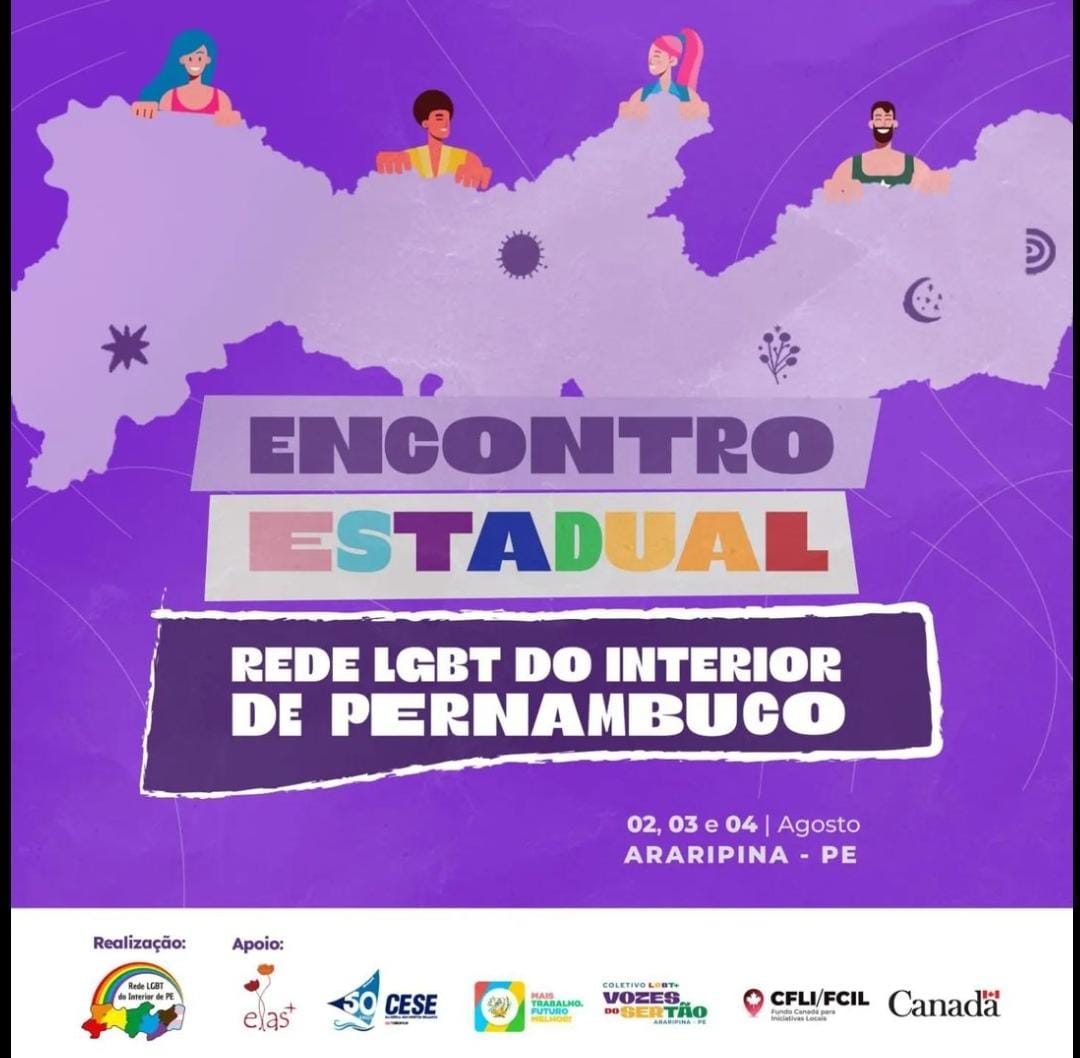 ENCONTRO
ESTADUAL
REDE LGBT DO INTERIOR
DE PERNAMBUCO
02, 03 e 04 | Agosto
ARARIPINA - PE
Realização:
Apoio:
Rede LGBT
do Interior de PE
elas+
50 CESE
MAIS
TRABALHO,
FUTURO
MELHOR!
COLETIVO LGBT+
VOZES
DO SERTÃO
ARARIPINA - PE
CFLI/FCIL
Fundo Canadá para
Iniciativas Locais
Canada